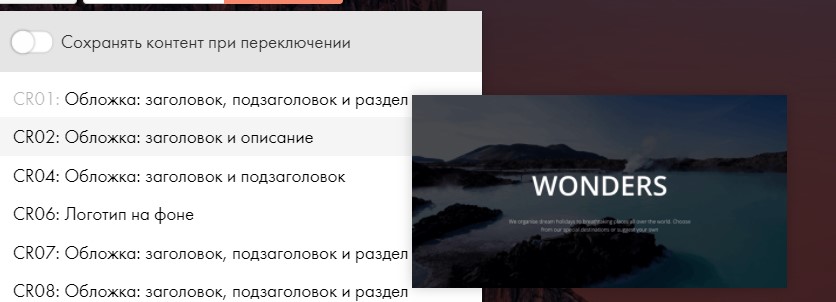 Сохранять контент при переключении
CR01: Обложка: заголовок, подзаголовок и раздел
CR02: Обложка: заголовок и описание
CR04: Обложка: заголовок и подзаголовок
CR06: Логотип на фоне
CR07: Обложка: заголовок, подзаголовок и раздел
CR08: Обложка: заголовок, подзаголовок и раздел
WONDERS
We organise dream holidays to breathtaking places all over the world. Choose
from our special destinations or suggest your own